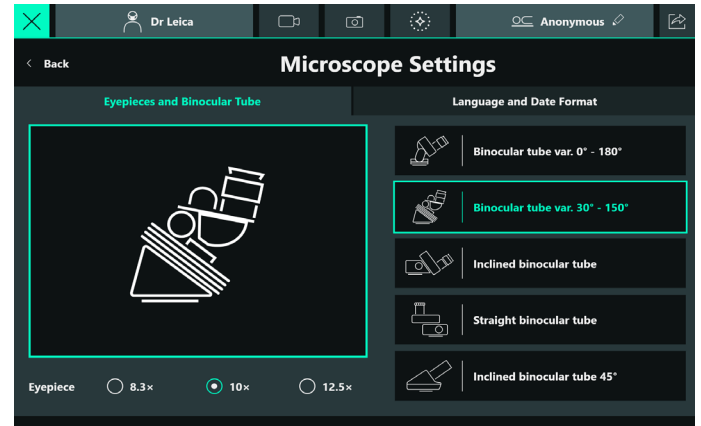 Dr Leica
Anonymous
Back
Microscope Settings
Eyepieces and Binocular Tube
Language and Date Format
Binocular tube var. 0° - 180°
Binocular tube var. 30° - 150°
Inclined binocular tube
Straight binocular tube
Inclined binocular tube 45°
Eyepiece
8.3×
10×
12.5×